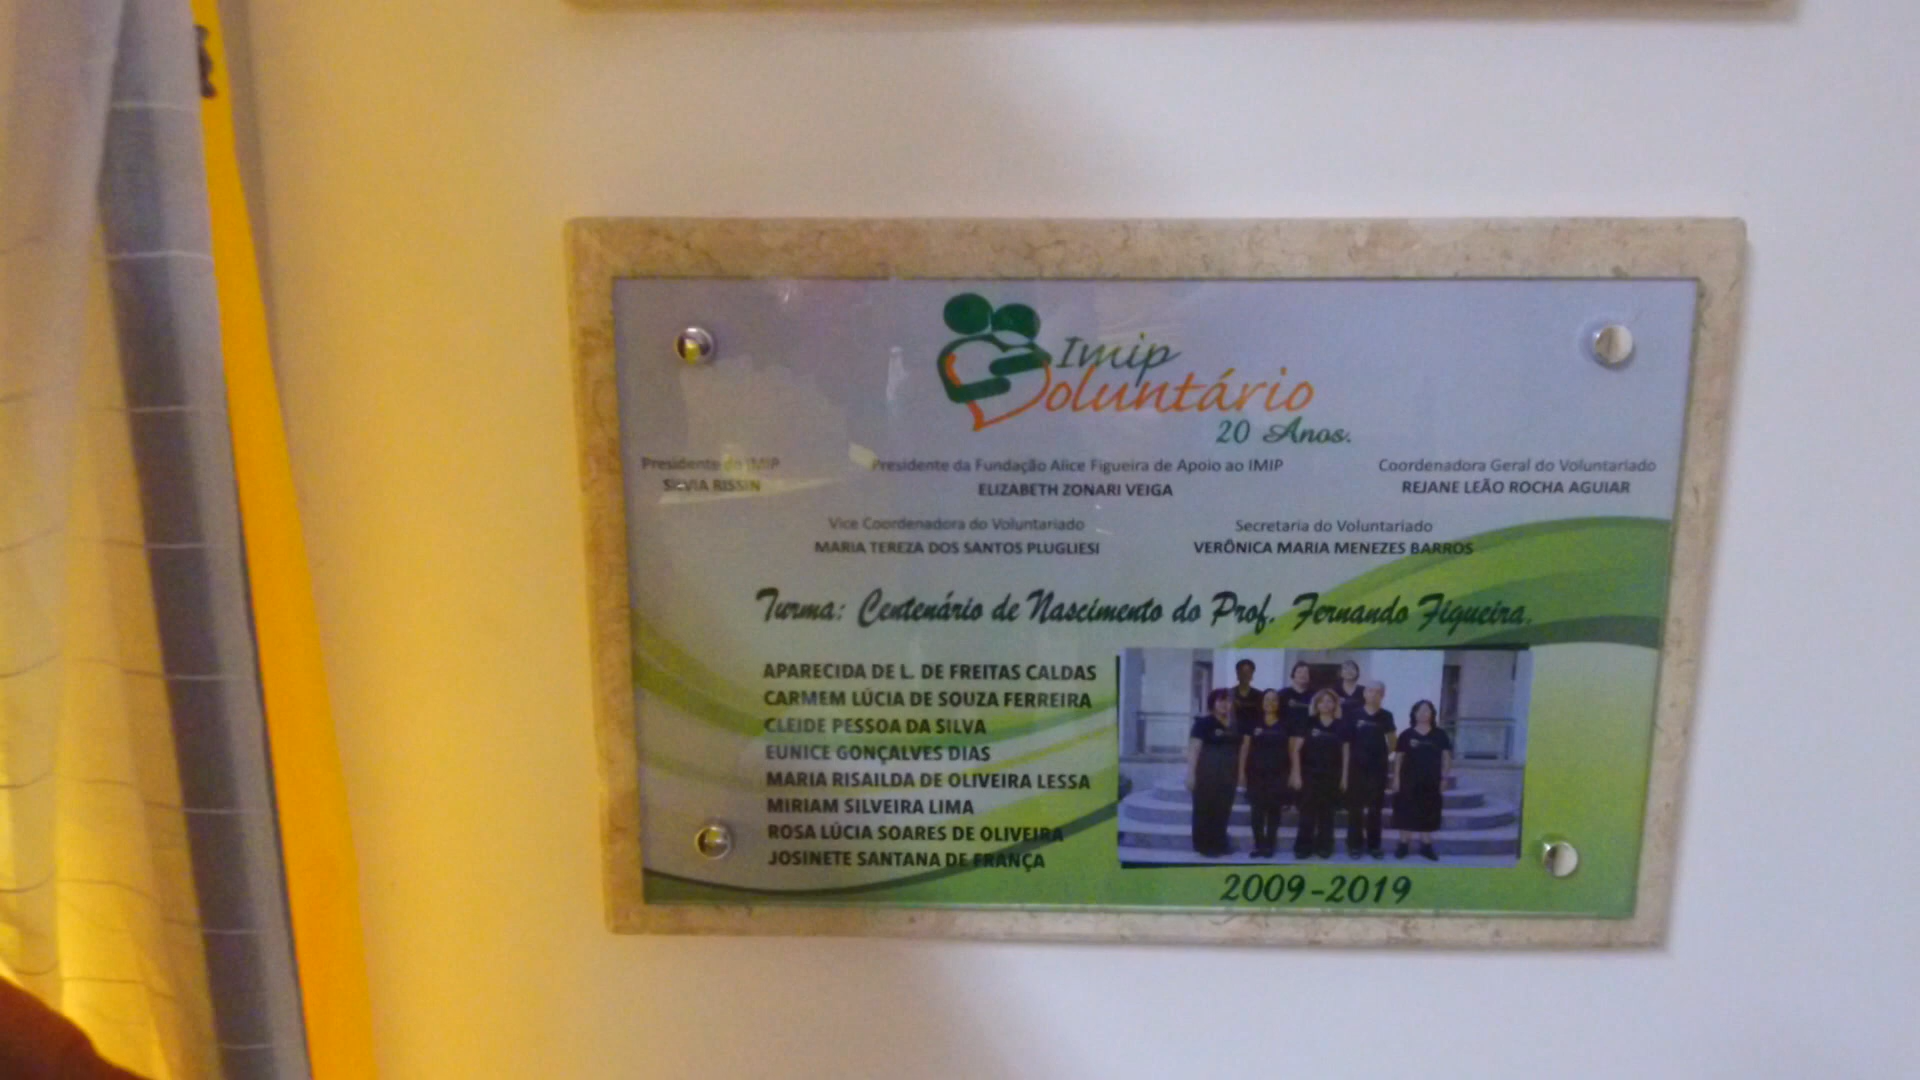 Imip
Voluntário
20 Anos.
Presidente do IMIP
SILVIA RISSIN
Presidente da Fundação Alice Figueira de Apoio ao IMIP
ELIZABETH ZONARI VEIGA
Coordenadora Geral do Voluntariado
REJANE LEÃO ROCHA AGUIAR
Vice Coordenadora do Voluntariado
MARIA TEREZA DOS SANTOS PLUGLIESI
Secretaria do Voluntariado
VERÔNICA MARIA MENEZES BARROS
Turma: Centenário de Nascimento do Prof. Fernando Figueira.
APARECIDA DE L. DE FREITAS CALDAS
CARMEM LÚCIA DE SOUZA FERREIRA
CLEIDE PESSOA DA SILVA
EUNICE GONÇALVES DIAS
MARIA RISAILDA DE OLIVEIRA LESSA
MIRIAM SILVEIRA LIMA
ROSA LÚCIA SOARES DE OLIVEIRA
JOSINETE SANTANA DE FRANÇA
2009-2019